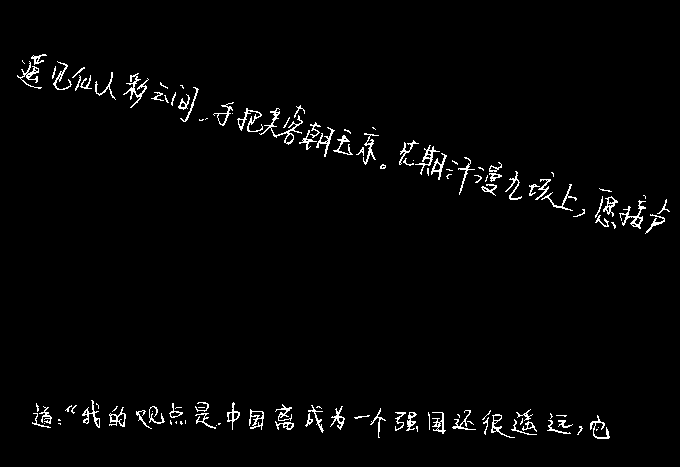 遥见仙人彩云间,手把芙蓉朝玉京。先期汗漫九垓上,愿接卢
道:“我的观点是,中国离成为一个强国还很遥远,也